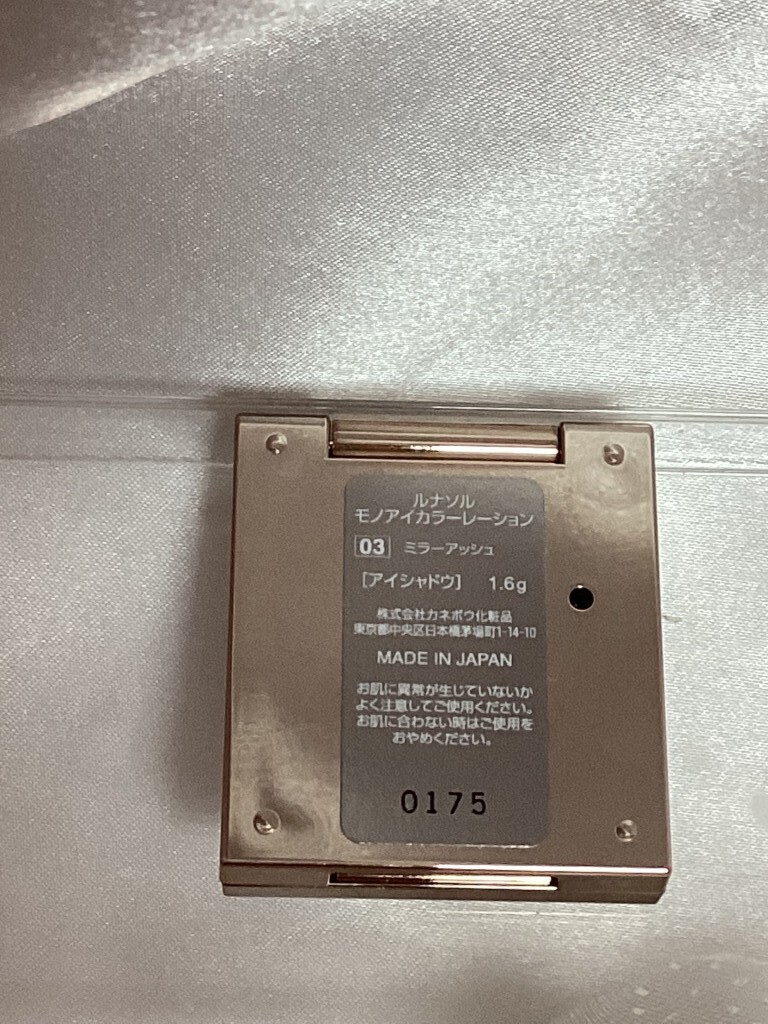 ルナソル
モノアイカラーレーション
03 ミラーアッシュ
[アイシャドウ] 1.6g
株式会社カネボウ化粧品
東京都中央区日本橋茅場町1-14-10
MADE IN JAPAN
お肌に異常が生じていないか
よく注意してご使用ください。
お肌に合わない時はご使用を
おやめください。
0175